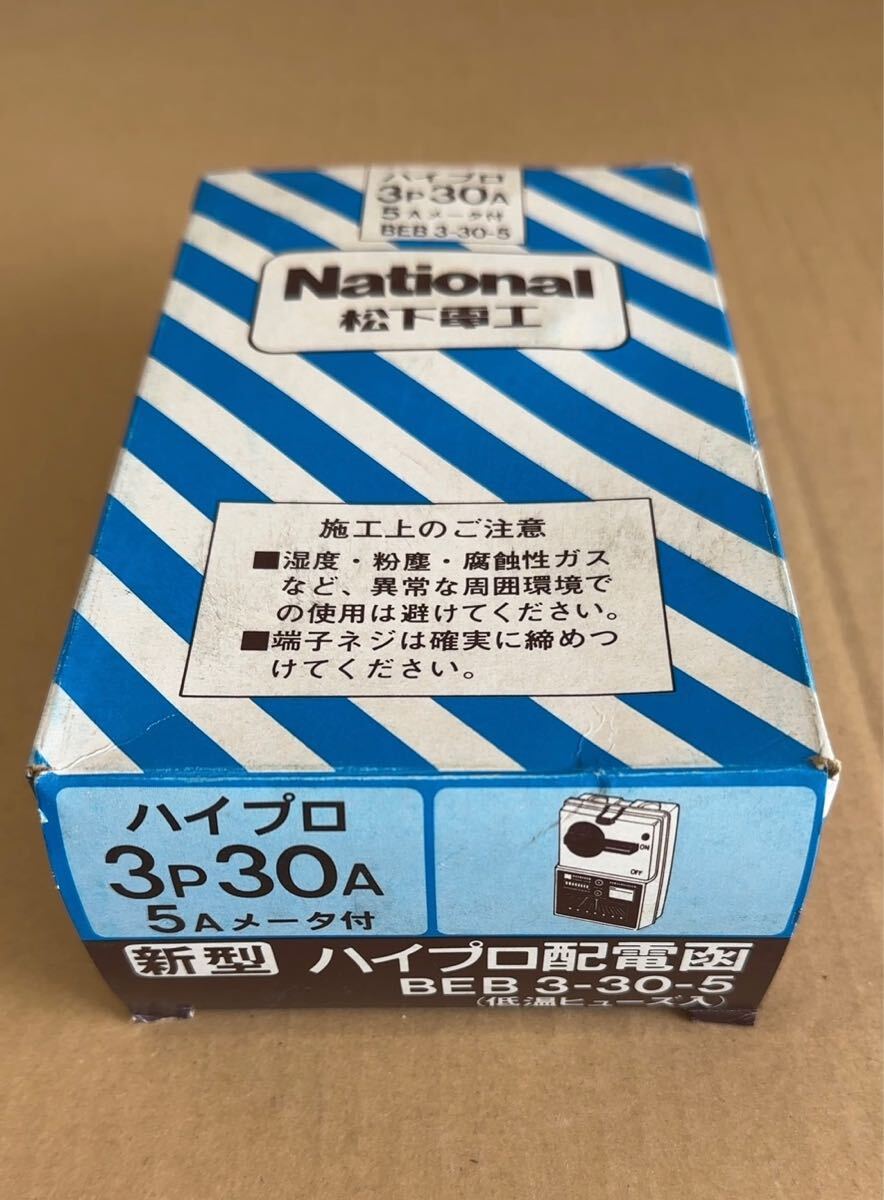 ハイプロ
3P30A
5Aメータ付
BEB 3-30-5
National
松下電工
施工上のご注意
■湿度・粉塵・腐蝕性ガス
など、異常な周囲環境で
の使用は避けてください。
■端子ネジは確実に締めつ
けてください。
ハイプロ
3P30A
5Aメータ付
ON
OFF
新型 ハイプロ配電函
BEB 3-30-5
(低温ヒューズ入)